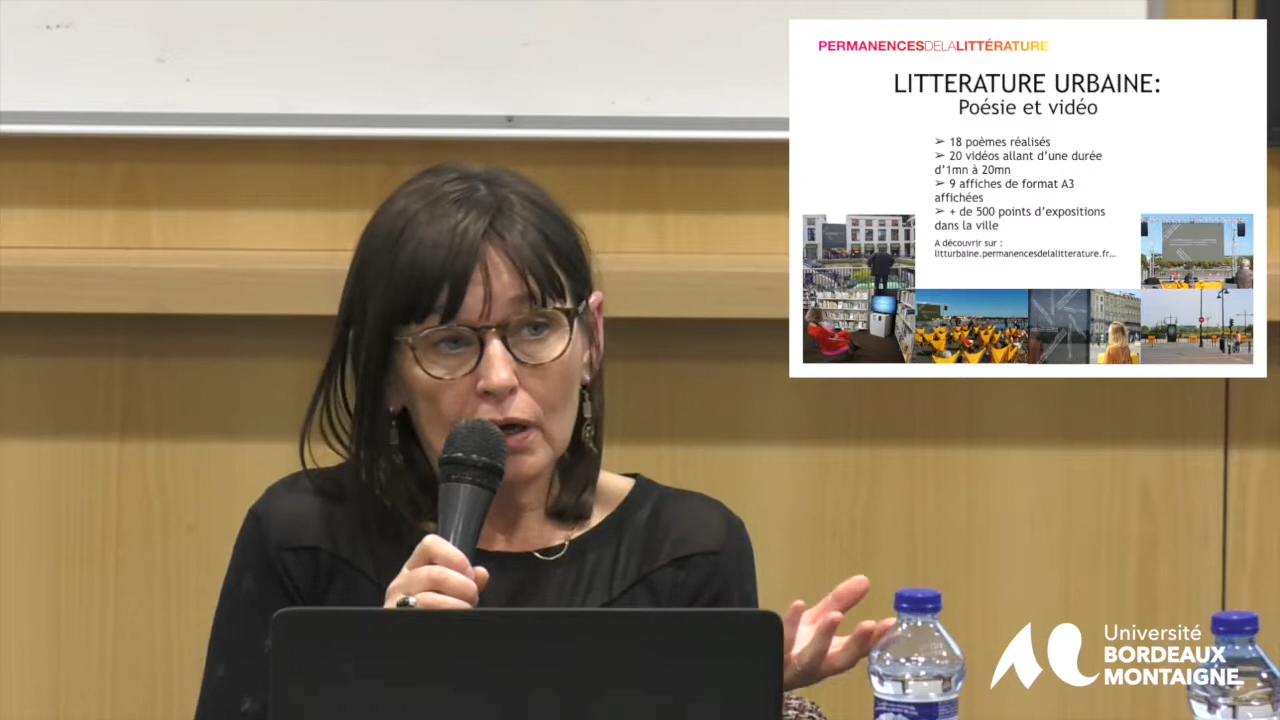 PERMANENCESDELALITTÉRATURE
LITTERATURE URBAINE:
Poésie et vidéo
➢ 18 poèmes réalisés
➢ 20 vidéos allant d’une durée
d’1mn à 20mn
➢ 9 affiches de format A3
affichées
➢ + de 500 points d’expositions
dans la ville
A découvrir sur :
litturbaine.permanencesdelalitterature.fr…
Université
BORDEAUX
MONTAIGNE